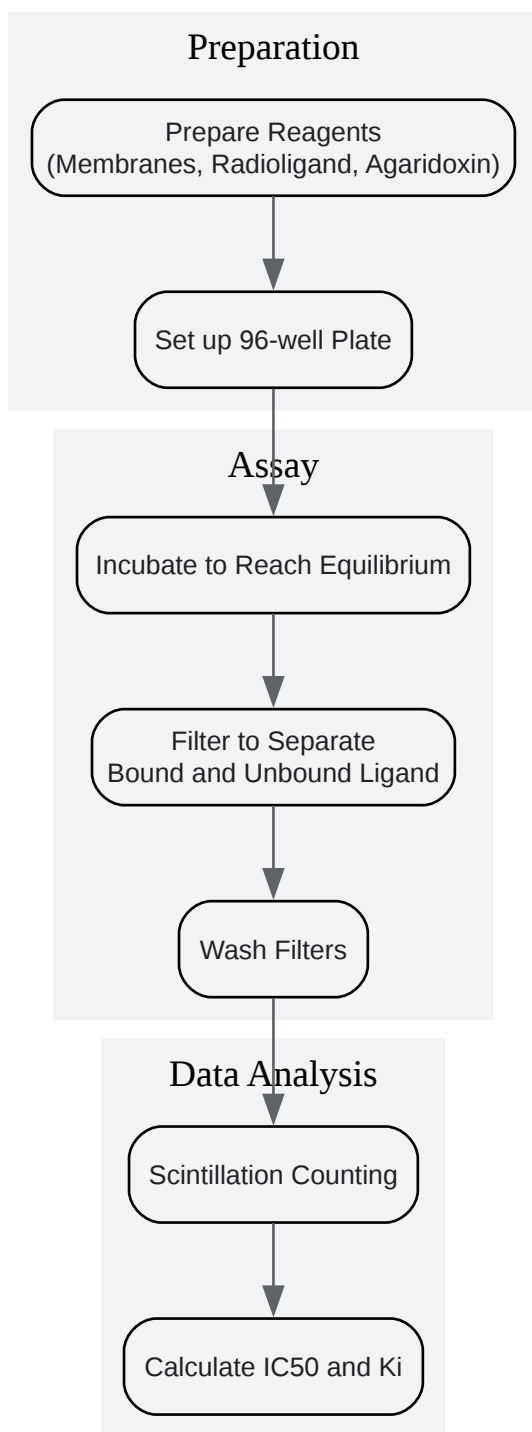 Preparation
Prepare Reagents
(Membranes, Radioligand, Agaridoxin)
Set up 96-well Plate
Assay
Incubate to Reach Equilibrium
Filter to Separate
Bound and Unbound Ligand
Wash Filters
Data Analysis
Scintillation Counting
Calculate IC50 and Ki